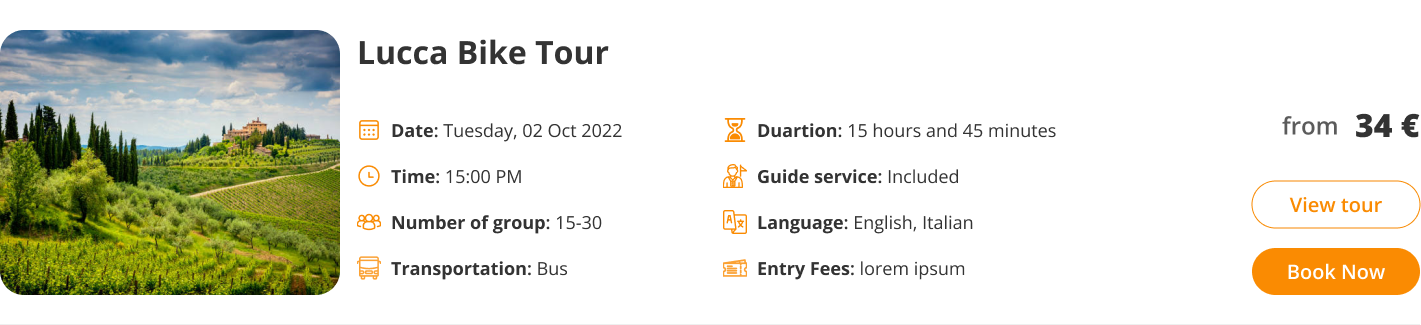 Lucca Bike Tour
Date: Tuesday, 02 Oct 2022
Duartion: 15 hours and 45 minutes
from 34 €
Time: 15:00 PM
Guide service: Included
Number of group: 15-30
Language: English, Italian
View tour
Transportation: Bus
Entry Fees: lorem ipsum
Book Now